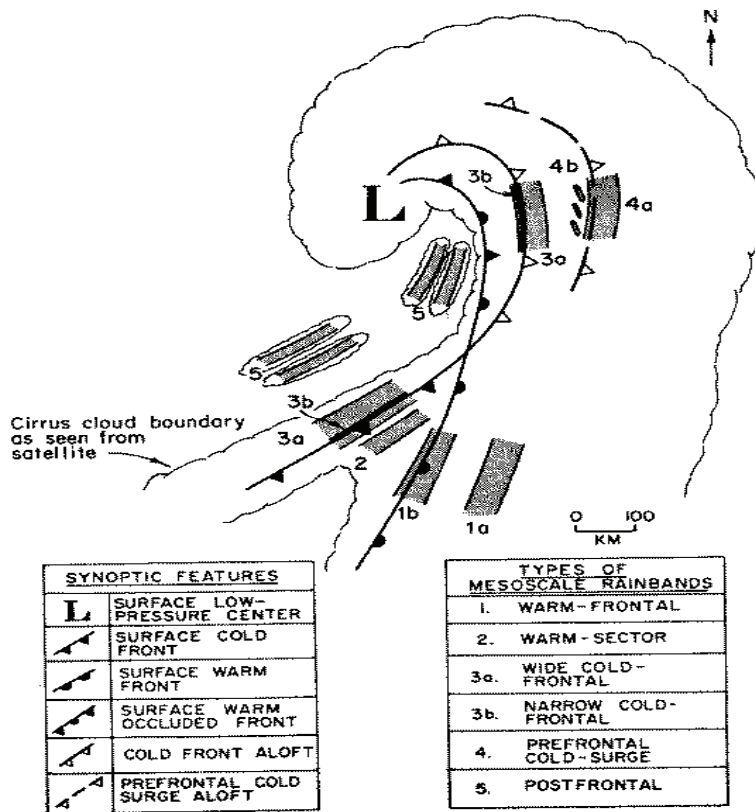 N
4b
3b
L
4a
3a
5
5
3b
Cirrus cloud boundary
as seen from
satellite
3a
2
1b
1a
0 100
KM
SYNOPTIC FEATURES
L SURFACE LOW-
PRESSURE CENTER
SURFACE COLD
FRONT
SURFACE WARM
FRONT
SURFACE WARM
OCCLUDED FRONT
COLD FRONT ALOFT
PREFRONTAL COLD
SURGE ALOFT
TYPES OF
MESOSCALE RAINBANDS
1. WARM-FRONTAL
2. WARM-SECTOR
3a. WIDE COLD-
FRONTAL
3b. NARROW COLD-
FRONTAL
4. PREFRONTAL
COLD-SURGE
5. POSTFRONTAL